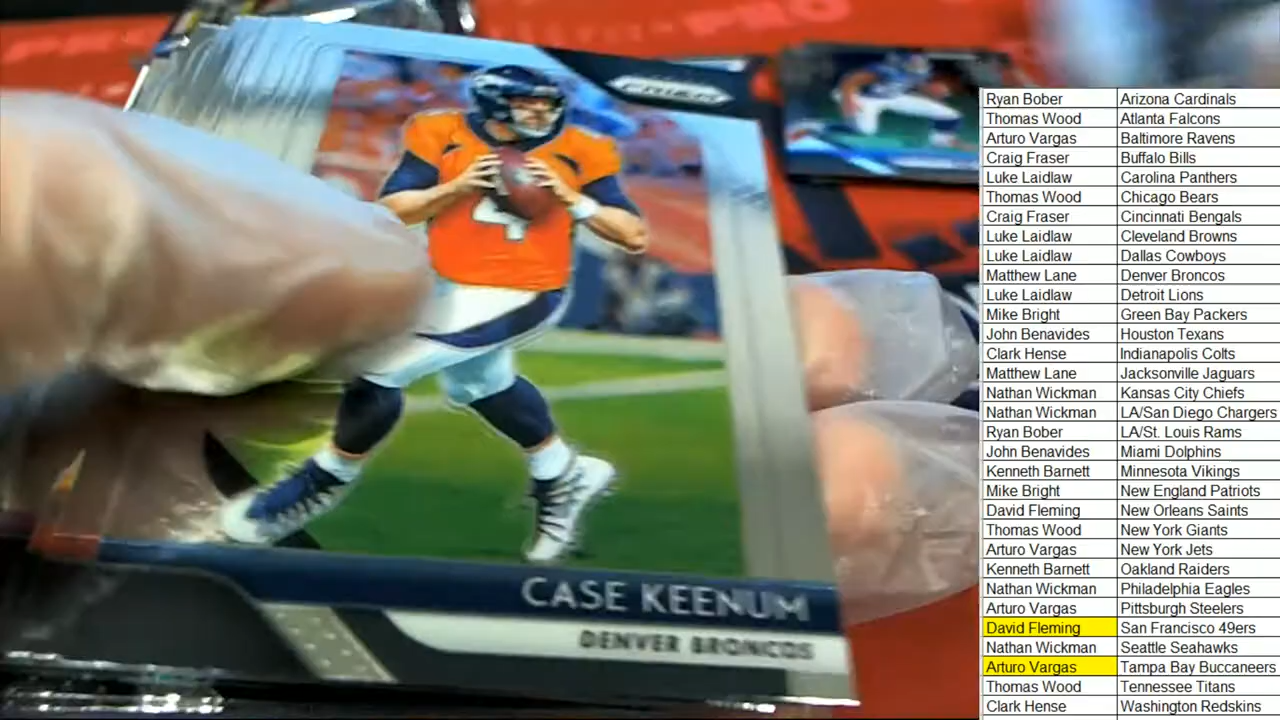 PRO
PRIZM
CASE KEENUM
DENVER BRONCOS
4
Ryan Bober Arizona Cardinals
Thomas Wood Atlanta Falcons
Arturo Vargas Baltimore Ravens
Craig Fraser Buffalo Bills
Luke Laidlaw Carolina Panthers
Thomas Wood Chicago Bears
Craig Fraser Cincinnati Bengals
Luke Laidlaw Cleveland Browns
Luke Laidlaw Dallas Cowboys
Matthew Lane Denver Broncos
Luke Laidlaw Detroit Lions
Mike Bright Green Bay Packers
John Benavides Houston Texans
Clark Hense Indianapolis Colts
Matthew Lane Jacksonville Jaguars
Nathan Wickman Kansas City Chiefs
Nathan Wickman LA/San Diego Chargers
Ryan Bober LA/St. Louis Rams
John Benavides Miami Dolphins
Kenneth Barnett Minnesota Vikings
Mike Bright New England Patriots
David Fleming New Orleans Saints
Thomas Wood New York Giants
Arturo Vargas New York Jets
Kenneth Barnett Oakland Raiders
Nathan Wickman Philadelphia Eagles
Arturo Vargas Pittsburgh Steelers
David Fleming San Francisco 49ers
Nathan Wickman Seattle Seahawks
Arturo Vargas Tampa Bay Buccaneers
Thomas Wood Tennessee Titans
Clark Hense Washington Redskins